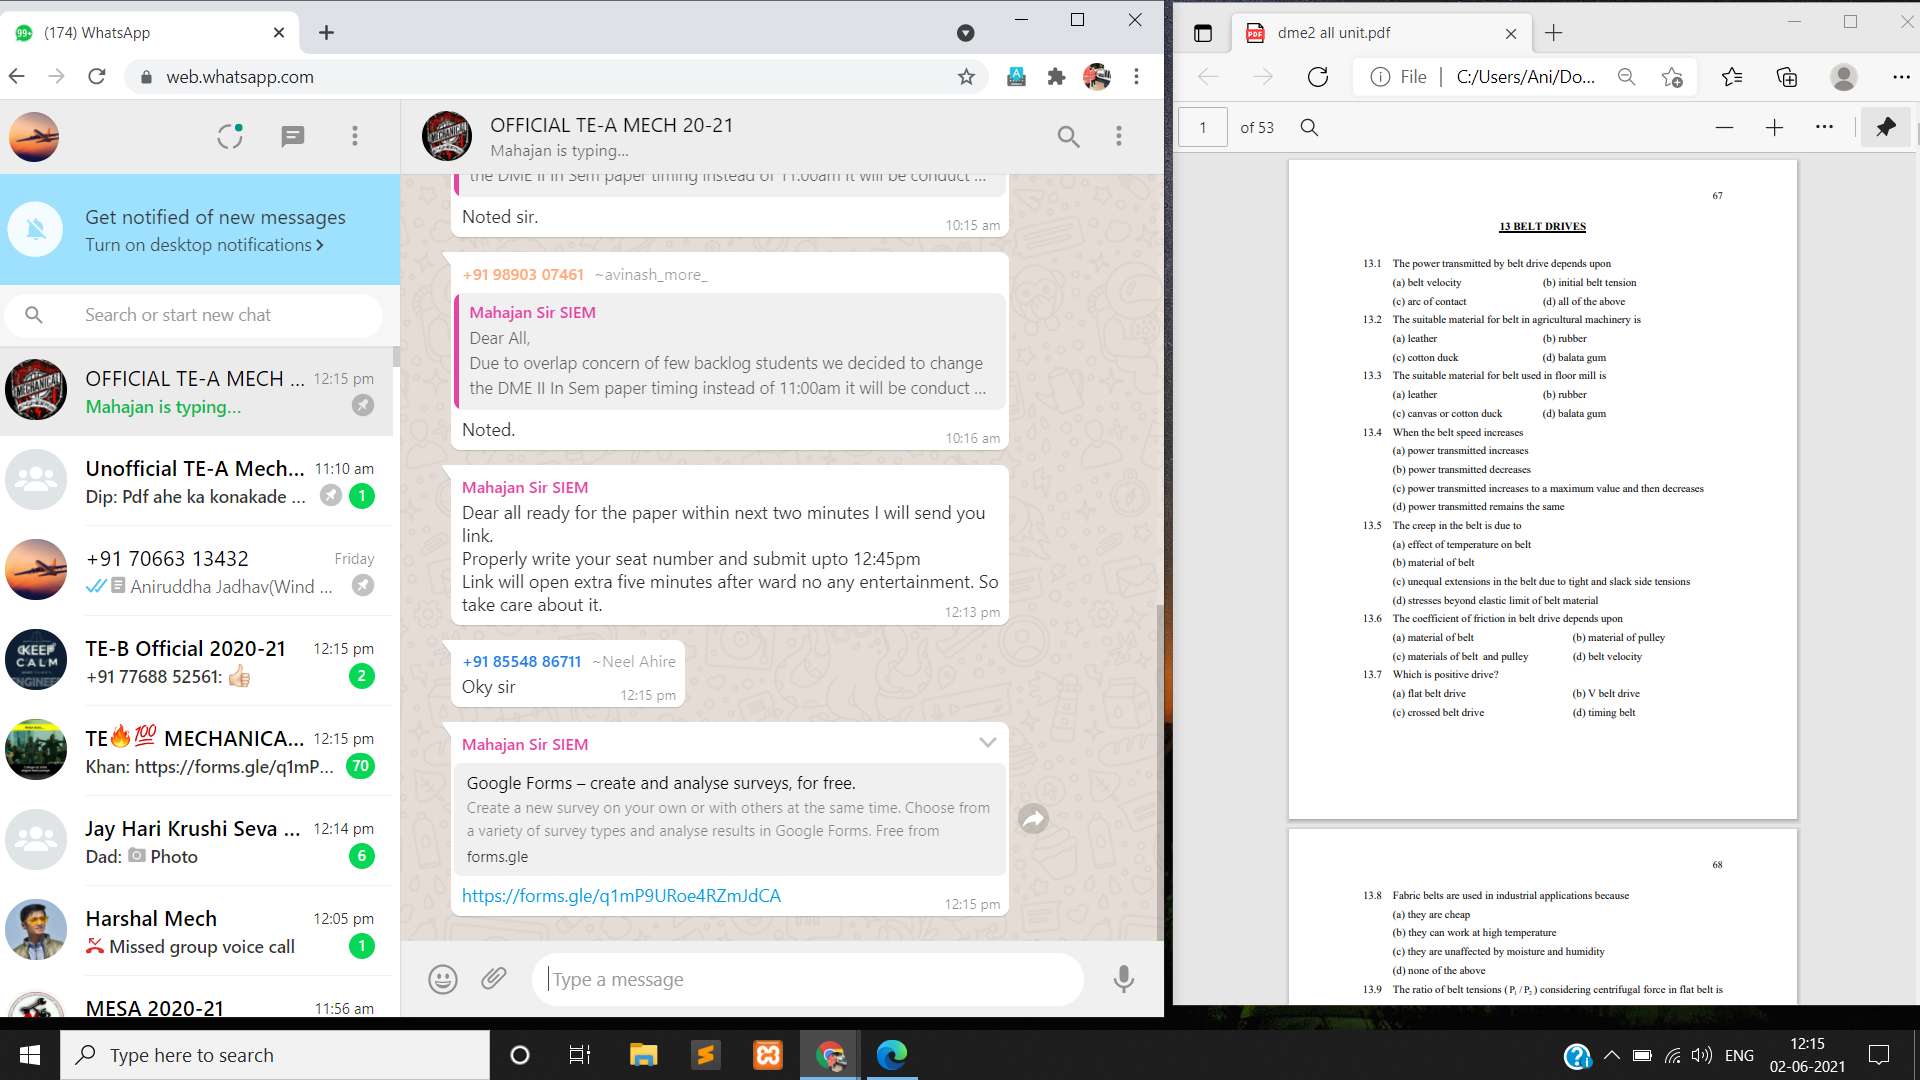 (174) WhatsApp
web.whatsapp.com
Get notified of new messages
Turn on desktop notifications >
Search or start new chat
OFFICIAL TE-A MECH ... 12:15 pm
Mahajan is typing...
Unofficial TE-A Mech... 11:10 am
Dip: Pdf ahe ka konakade ... 1
+91 70663 13432 Friday
Aniruddha Jadhav(Wind ...
KEEP
CALM
TE-B Official 2020-21 12:15 pm
+91 77688 52561: 👍🏻 2
TE🔥💯 MECHANICA... 12:15 pm
Khan: https://forms.gle/q1mP... 70
Jay Hari Krushi Seva ... 12:14 pm
Dad: Photo 6
Harshal Mech 12:05 pm
Missed group voice call 1
MESA 2020-21 11:56 am
OFFICIAL TE-A MECH 20-21
Mahajan is typing...
the DME II In Sem paper timing instead of 11:00am it will be conduct ...
Noted sir.
10:15 am
+91 98903 07461 ~avinash_more_
Mahajan Sir SIEM
Dear All,
Due to overlap concern of few backlog students we decided to change
the DME II In Sem paper timing instead of 11:00am it will be conduct ...
Noted.
10:16 am
Mahajan Sir SIEM
Dear all ready for the paper within next two minutes I will send you
link.
Properly write your seat number and submit upto 12:45pm
Link will open extra five minutes after ward no any entertainment. So
take care about it.
12:13 pm
+91 85548 86711 ~Neel Ahire
Oky sir
12:15 pm
Mahajan Sir SIEM
Google Forms – create and analyse surveys, for free.
Create a new survey on your own or with others at the same time. Choose from
a variety of survey types and analyse results in Google Forms. Free from
forms.gle
https://forms.gle/q1mP9URoe4RZmJdCA
12:15 pm
Type a message
dme2 all unit.pdf
File | C:/Users/Ani/Do...
1 of 53
67
13 BELT DRIVES
13.1 The power transmitted by belt drive depends upon
(a) belt velocity (b) initial belt tension
(c) arc of contact (d) all of the above
13.2 The suitable material for belt in agricultural machinery is
(a) leather (b) rubber
(c) cotton duck (d) balata gum
13.3 The suitable material for belt used in floor mill is
(a) leather (b) rubber
(c) canvas or cotton duck (d) balata gum
13.4 When the belt speed increases
(a) power transmitted increases
(b) power transmitted decreases
(c) power transmitted increases to a maximum value and then decreases
(d) power transmitted remains the same
13.5 The creep in the belt is due to
(a) effect of temperature on belt
(b) material of belt
(c) unequal extensions in the belt due to tight and slack side tensions
(d) stresses beyond elastic limit of belt material
13.6 The coefficient of friction in belt drive depends upon
(a) material of belt (b) material of pulley
(c) materials of belt and pulley (d) belt velocity
13.7 Which is positive drive?
(a) flat belt drive (b) V belt drive
(c) crossed belt drive (d) timing belt
68
13.8 Fabric belts are used in industrial applications because
(a) they are cheap
(b) they can work at high temperature
(c) they are unaffected by moisture and humidity
(d) none of the above
13.9 The ratio of belt tensions (P₁ / P₂) considering centrifugal force in flat belt is
Type here to search
ENG
12:15
02-06-2021